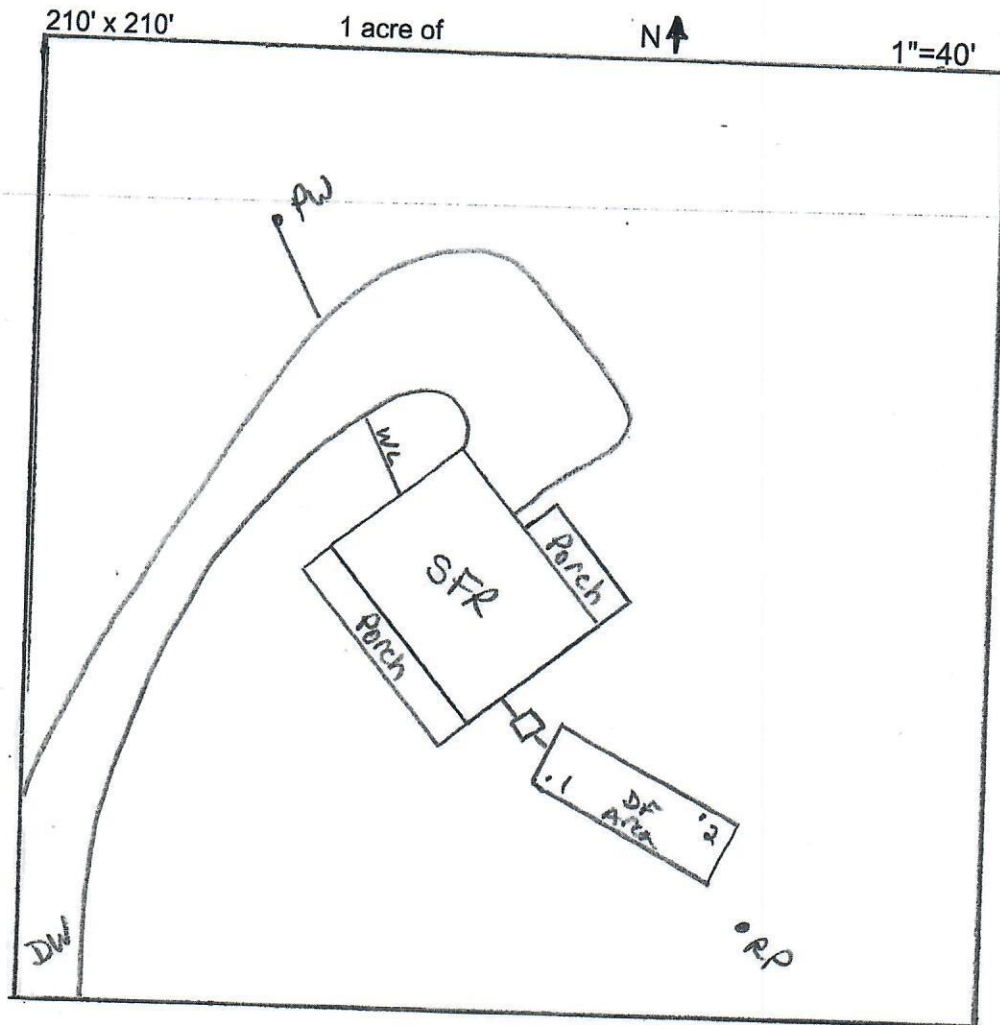 210' x 210'
1 acre of
N
1"=40'
PW
WL
SFR
Porch
Porch
.1
DF
Area
.2
DW
RP